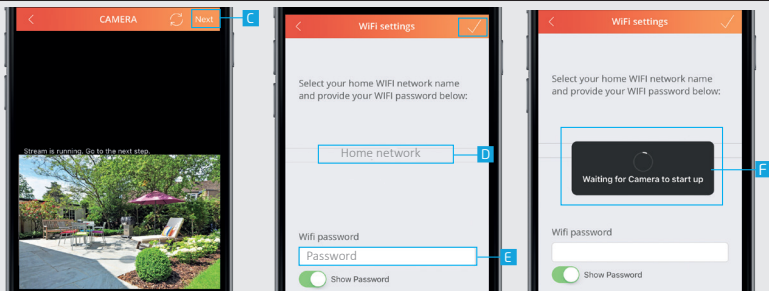 CAMERA
Next
C
Stream is running. Go to the next step.
WiFi settings
Select your home WIFI network name
and provide your WIFI password below:
Home network
D
Wifi password
Password
E
Show Password
WiFi settings
Select your home WIFI network name
and provide your WIFI password below:
Waiting for Camera to start up
F
Wifi password
Show Password